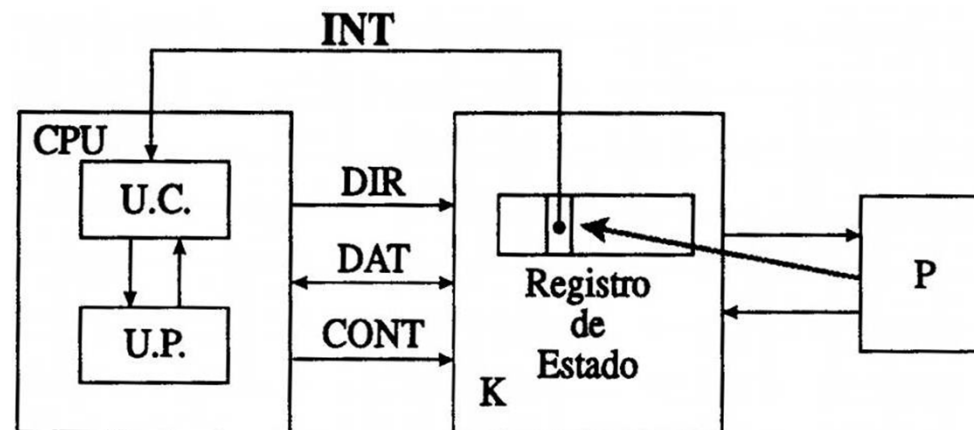 INT
CPU
U.C.
U.P.
DIR
DAT
CONT
Registro
de
Estado
K
P